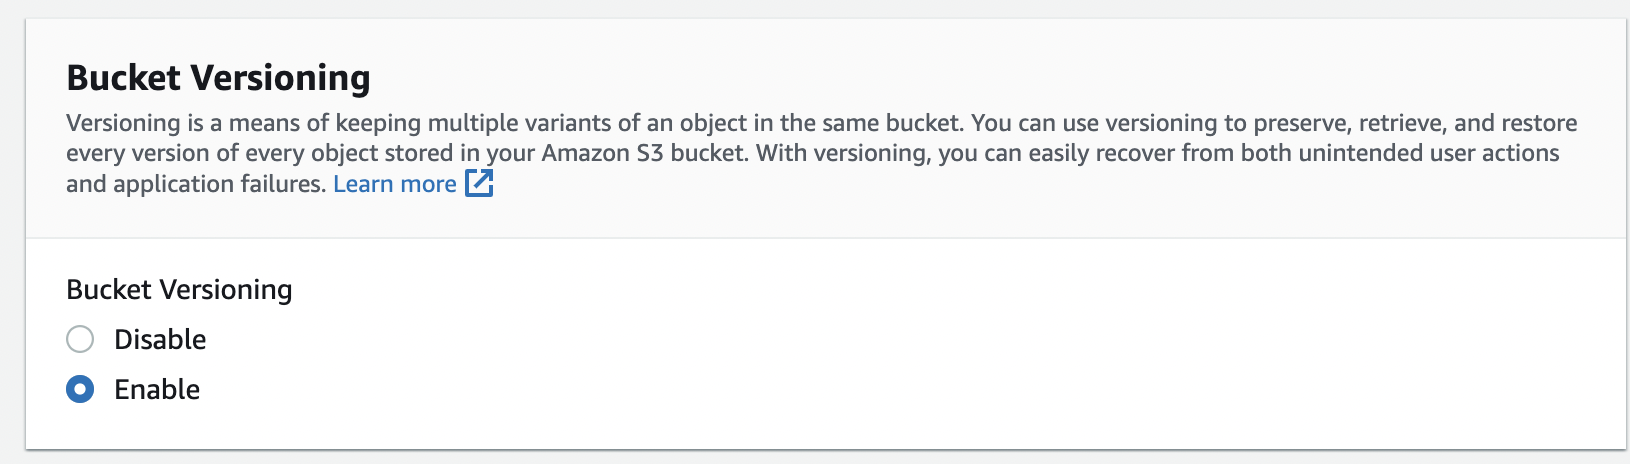 Bucket Versioning
Versioning is a means of keeping multiple variants of an object in the same bucket. You can use versioning to preserve, retrieve, and restore
every version of every object stored in your Amazon S3 bucket. With versioning, you can easily recover from both unintended user actions
and application failures. Learn more
Bucket Versioning
Disable
Enable